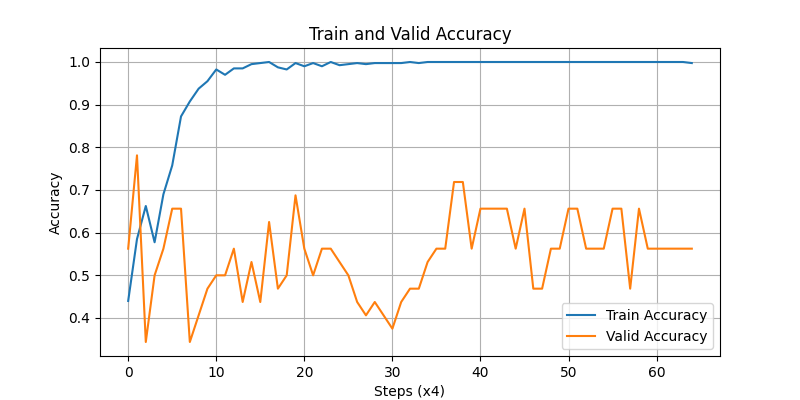 Train and Valid Accuracy
Accuracy
1.0
0.9
0.8
0.7
0.6
0.5
0.4
0
10
20
30
40
50
60
Steps (x4)
Train Accuracy
Valid Accuracy